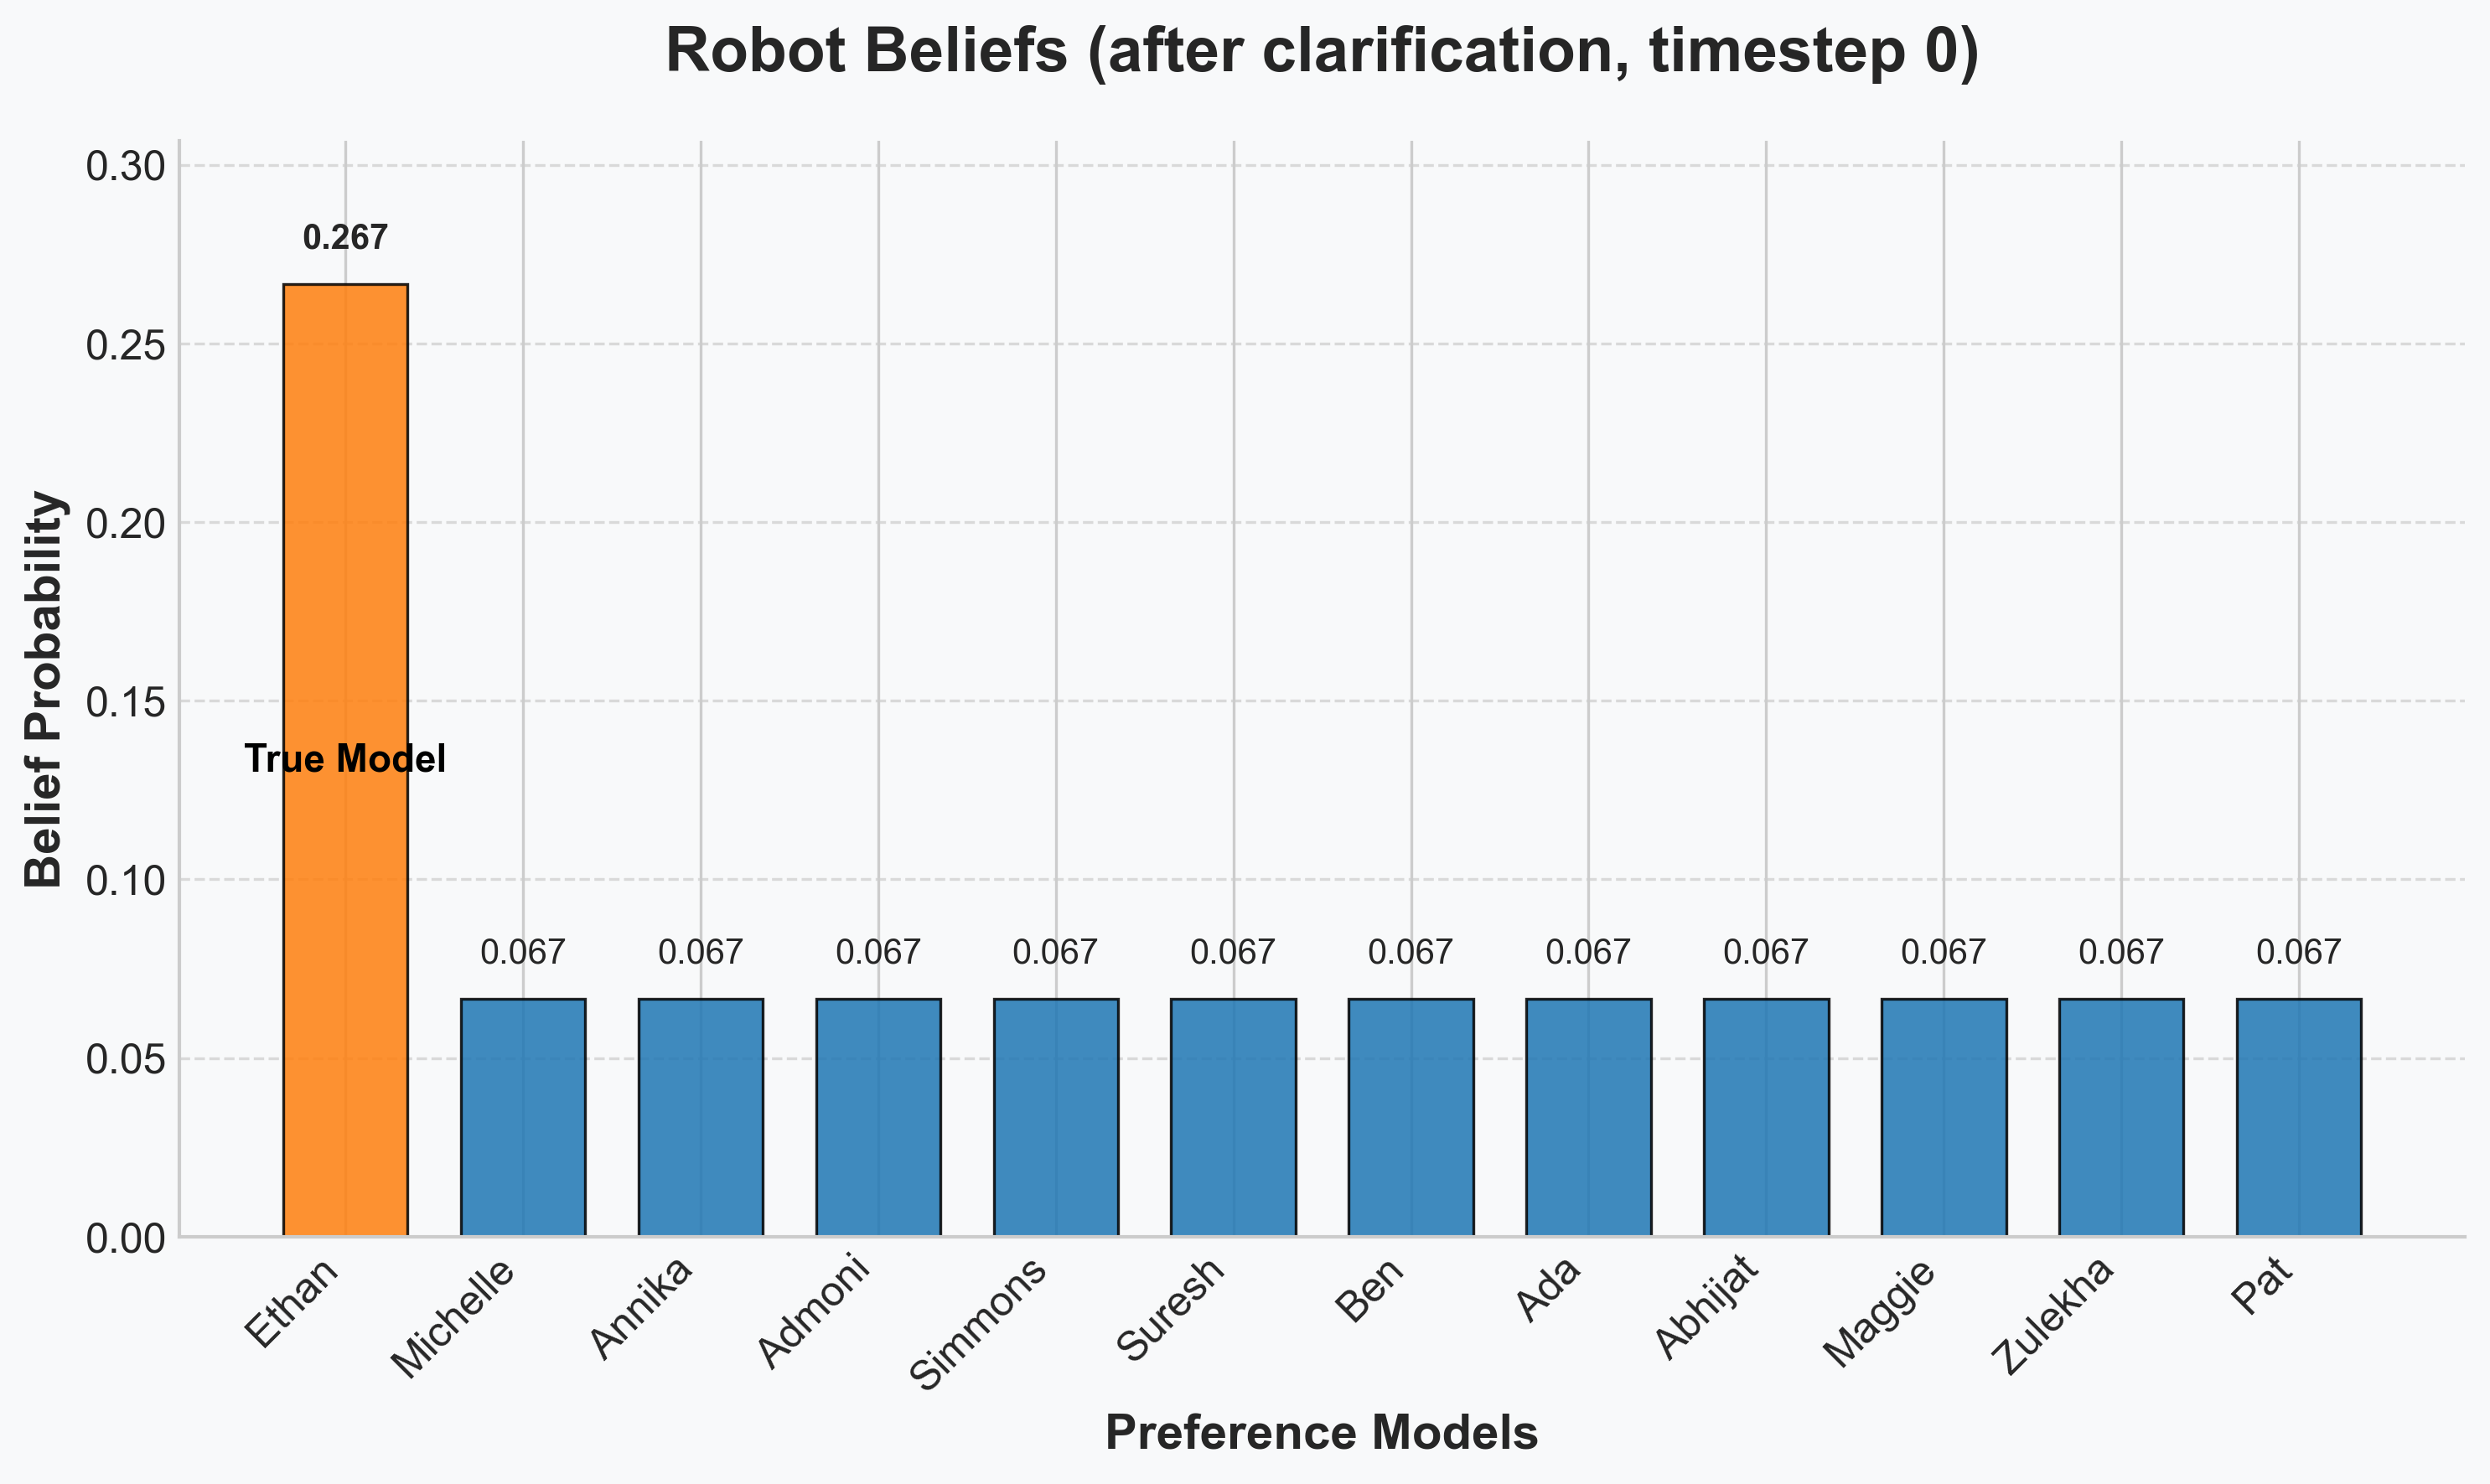 Robot Beliefs (after clarification, timestep 0)
Belief Probability
0.30
0.25
0.20
0.15
0.10
0.05
0.00
0.267
True Model
0.067
0.067
0.067
0.067
0.067
0.067
0.067
0.067
0.067
0.067
0.067
Ethan
Michelle
Annika
Admoni
Simmons
Suresh
Ben
Ada
Abhijat
Maggie
Zulekha
Pat
Preference Models